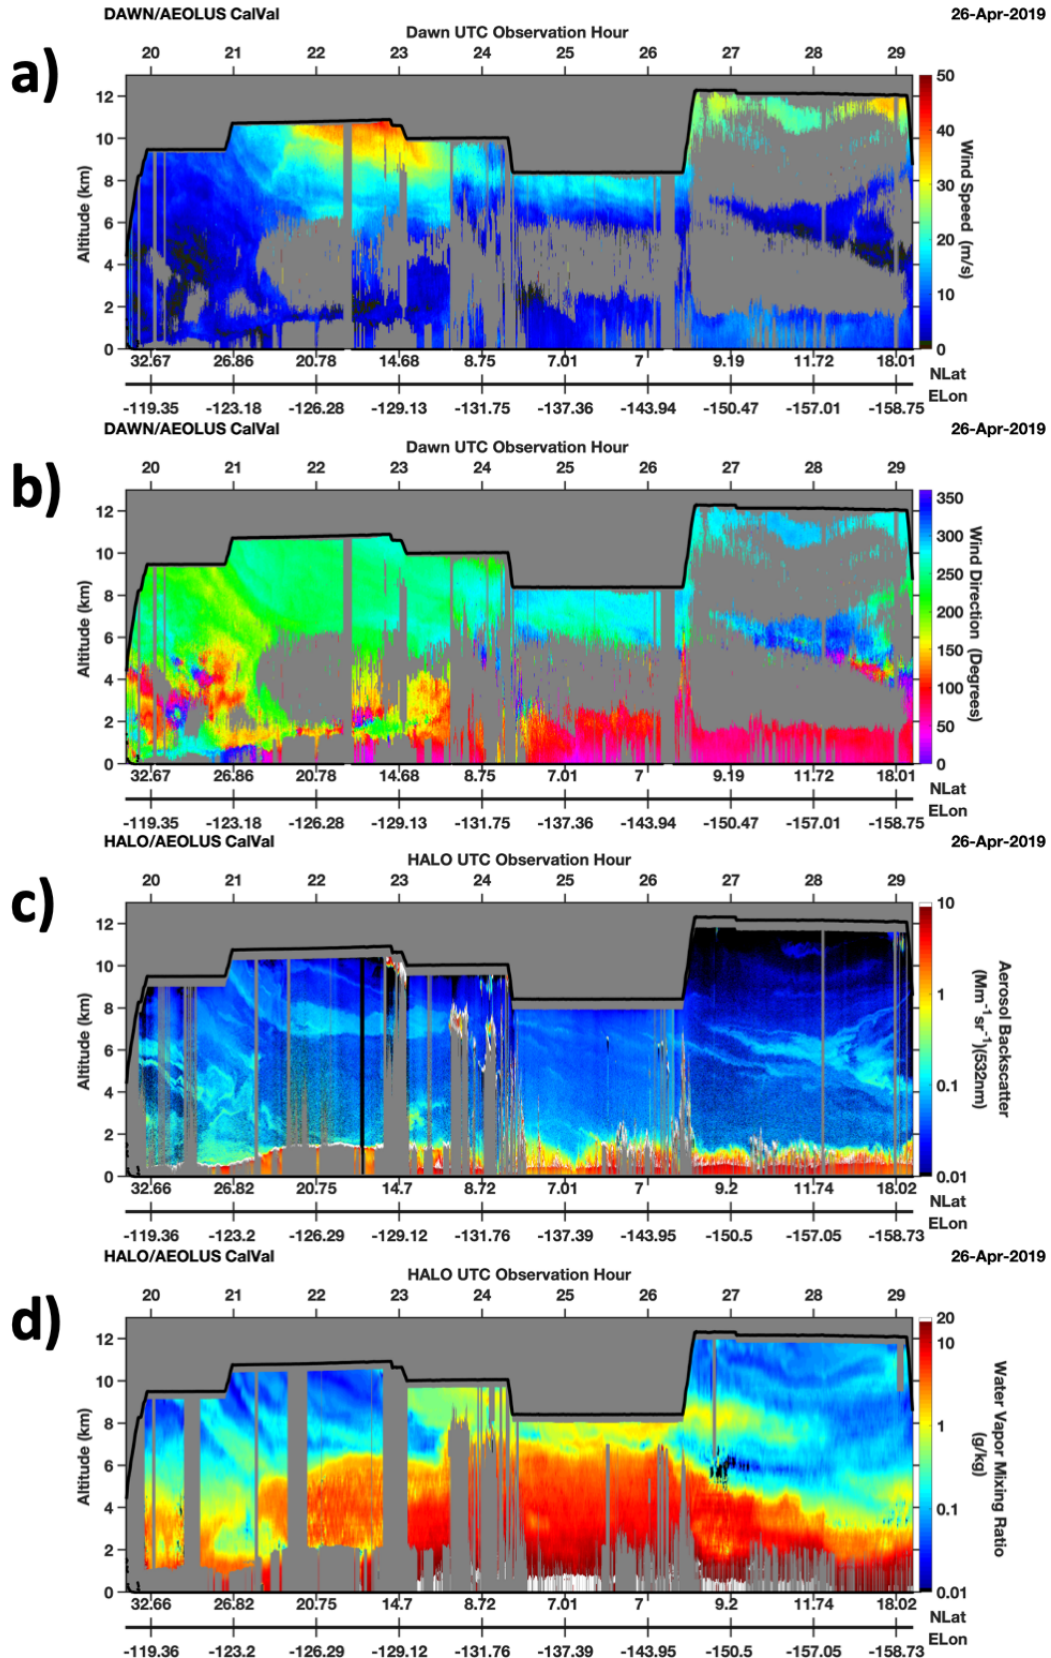 DAWN/AEOLUS CalVal 26-Apr-2019
Dawn UTC Observation Hour
a)
20 21 22 23 24 25 26 27 28 29
12
10
8
6
4
2
0
Altitude (km)
50
40
30
20
10
0
Wind Speed (m/s)
32.67 26.86 20.78 14.68 8.75 7.01 7 9.19 11.72 18.01
NLat
ELon
-119.35 -123.18 -126.28 -129.13 -131.75 -137.36 -143.94 -150.47 -157.01 -158.75
DAWN/AEOLUS CalVal 26-Apr-2019
Dawn UTC Observation Hour
b)
20 21 22 23 24 25 26 27 28 29
12
10
8
6
4
2
0
Altitude (km)
350
300
250
200
150
100
50
0
Wind Direction (Degrees)
32.67 26.86 20.78 14.68 8.75 7.01 7 9.19 11.72 18.01
NLat
ELon
-119.35 -123.18 -126.28 -129.13 -131.75 -137.36 -143.94 -150.47 -157.01 -158.75
HALO/AEOLUS CalVal 26-Apr-2019
HALO UTC Observation Hour
c)
20 21 22 23 24 25 26 27 28 29
12
10
8
6
4
2
0
Altitude (km)
10
1
0.1
0.01
Aerosol Backscatter
(Mm⁻¹sr⁻¹)(532nm)
32.66 26.82 20.75 14.7 8.72 7.01 7 9.2 11.74 18.02
NLat
ELon
-119.36 -123.2 -126.29 -129.12 -131.76 -137.39 -143.95 -150.5 -157.05 -158.73
HALO/AEOLUS CalVal 26-Apr-2019
HALO UTC Observation Hour
d)
20 21 22 23 24 25 26 27 28 29
12
10
8
6
4
2
0
Altitude (km)
20
10
1
0.1
0.01
Water Vapor Mixing Ratio
(g/kg)
32.66 26.82 20.75 14.7 8.72 7.01 7 9.2 11.74 18.02
NLat
ELon
-119.36 -123.2 -126.29 -129.12 -131.76 -137.39 -143.95 -150.5 -157.05 -158.73